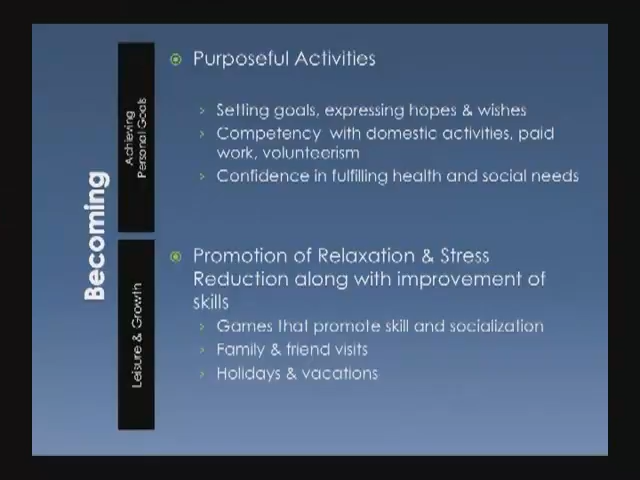 Becoming
Achieving
Personal Goals
Purposeful Activities
Setting goals, expressing hopes & wishes
Competency with domestic activities, paid
work, volunteerism
Confidence in fulfilling health and social needs
Leisure & Growth
Promotion of Relaxation & Stress
Reduction along with improvement of
skills
Games that promote skill and socialization
Family & friend visits
Holidays & vacations